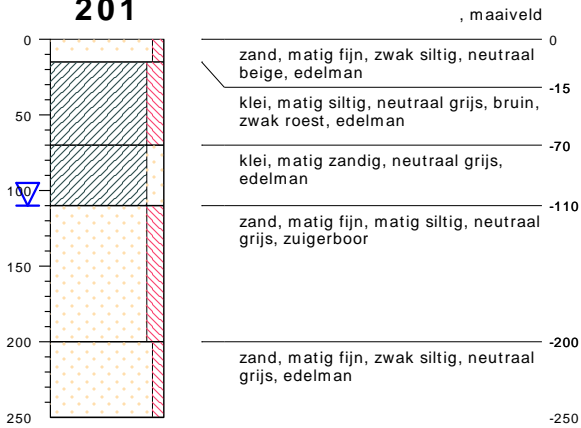 201
, maaiveld
0
0
zand, matig fijn, zwak siltig, neutraal
beige, edelman
-15
klei, matig siltig, neutraal grijs, bruin,
zwak roest, edelman
50
-70
klei, matig zandig, neutraal grijs,
edelman
100
-110
zand, matig fijn, matig siltig, neutraal
grijs, zuigerboor
150
200
-200
zand, matig fijn, zwak siltig, neutraal
grijs, edelman
250
-250